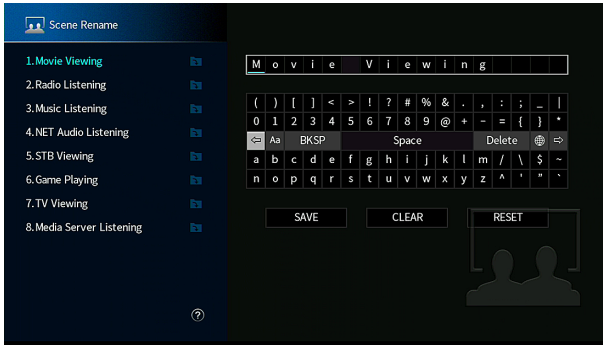 Scene Rename
1.Movie Viewing
2.Radio Listening
3.Music Listening
4.NET Audio Listening
5.STB Viewing
6.Game Playing
7.TV Viewing
8.Media Server Listening
?
Movie Viewing
( ) [ ] < > ! ? # % & . , : ; _ |
0 1 2 3 4 5 6 7 8 9 @ + - = { } *
⇦ Aa BKSP Space Delete ⇨
a b c d e f g h i j k l m / \ $ ~
n o p q r s t u v w x y z ^ ' " `
SAVE CLEAR RESET